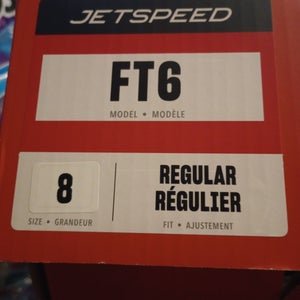 JETSPEED
FT6
MODEL • MODÈLE
8
SIZE • GRANDEUR
REGULAR
RÉGULIER
FIT • AJUSTEMENT